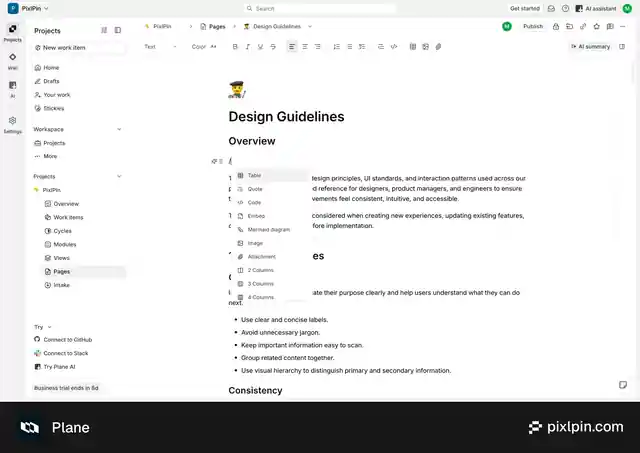 P PixlPin
Search
Get started
AI assistant
M
Projects
Wiki
AI
Settings
Projects
New work item
Home
Drafts
Your work
Stickies
Workspace
Projects
More
Projects
PixlPin
Overview
Work items
Cycles
Modules
Views
Pages
Intake
Try
Connect to GitHub
Connect to Slack
Try Plane AI
Business trial ends in 6d
PixlPin > Pages > Design Guidelines
M Publish
Text
Color Aa
B I U S
AI summary
Design Guidelines
Overview
/
Table
Quote
Code
Embed
Mermaid diagram
Image
Attachment
2 Columns
3 Columns
4 Columns
design principles, UI standards, and interaction patterns used across our
d reference for designers, product managers, and engineers to ensure
vements feel consistent, intuitive, and accessible.
considered when creating new experiences, updating existing features,
fore implementation.
es
ate their purpose clearly and help users understand what they can do
next.
• Use clear and concise labels.
• Avoid unnecessary jargon.
• Keep important information easy to scan.
• Group related content together.
• Use visual hierarchy to distinguish primary and secondary information.
Consistency
Plane
pixlpin.com